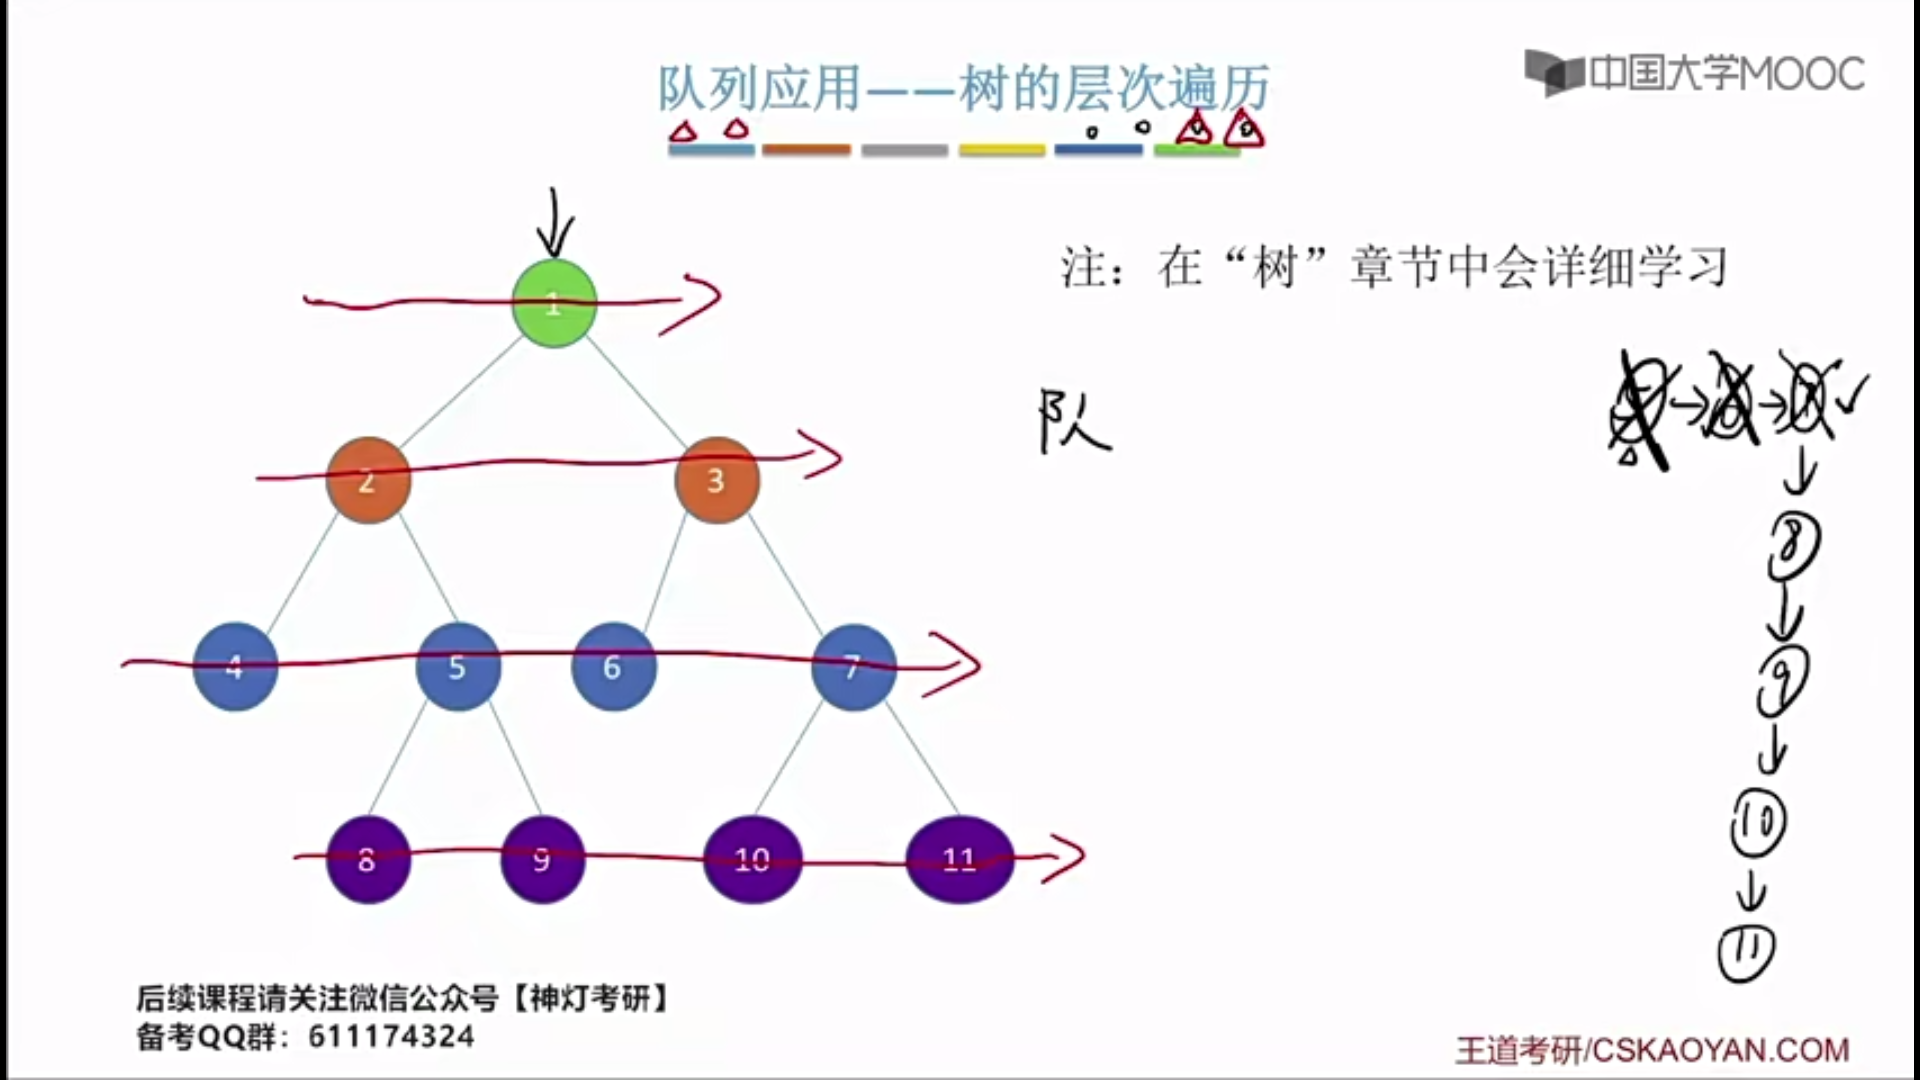 队列应用——树的层次遍历
中国大学MOOC
注：在“树”章节中会详细学习
1
队
2
3
4
5
6
7
8
9
10
11
8
9
10
11
后续课程请关注微信公众号【神灯考研】
备考QQ群：611174324
王道考研/CSKAOYAN.COM